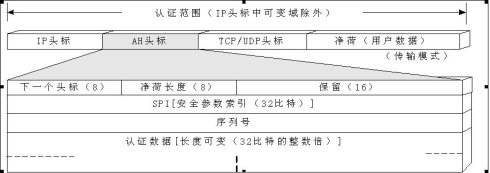 认证范围(IP头标中可变域除外)
IP头标 AH头标 TCP/UDP头标 净荷(用户数据)
(传输模式)
下一个头标(8) 净荷长度(8) 保留(16)
SPI[安全参数索引(32比特)]
序列号
认证数据[长度可变(32比特的整数倍)]